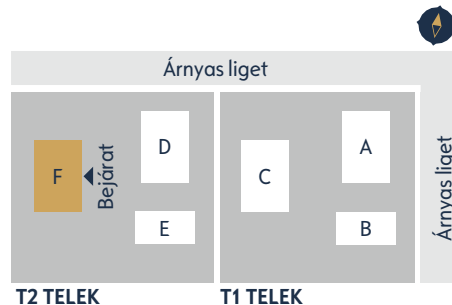 Árnyas liget
Árnyas liget
F
Bejárat
D
E
C
A
B
T2 TELEK
T1 TELEK